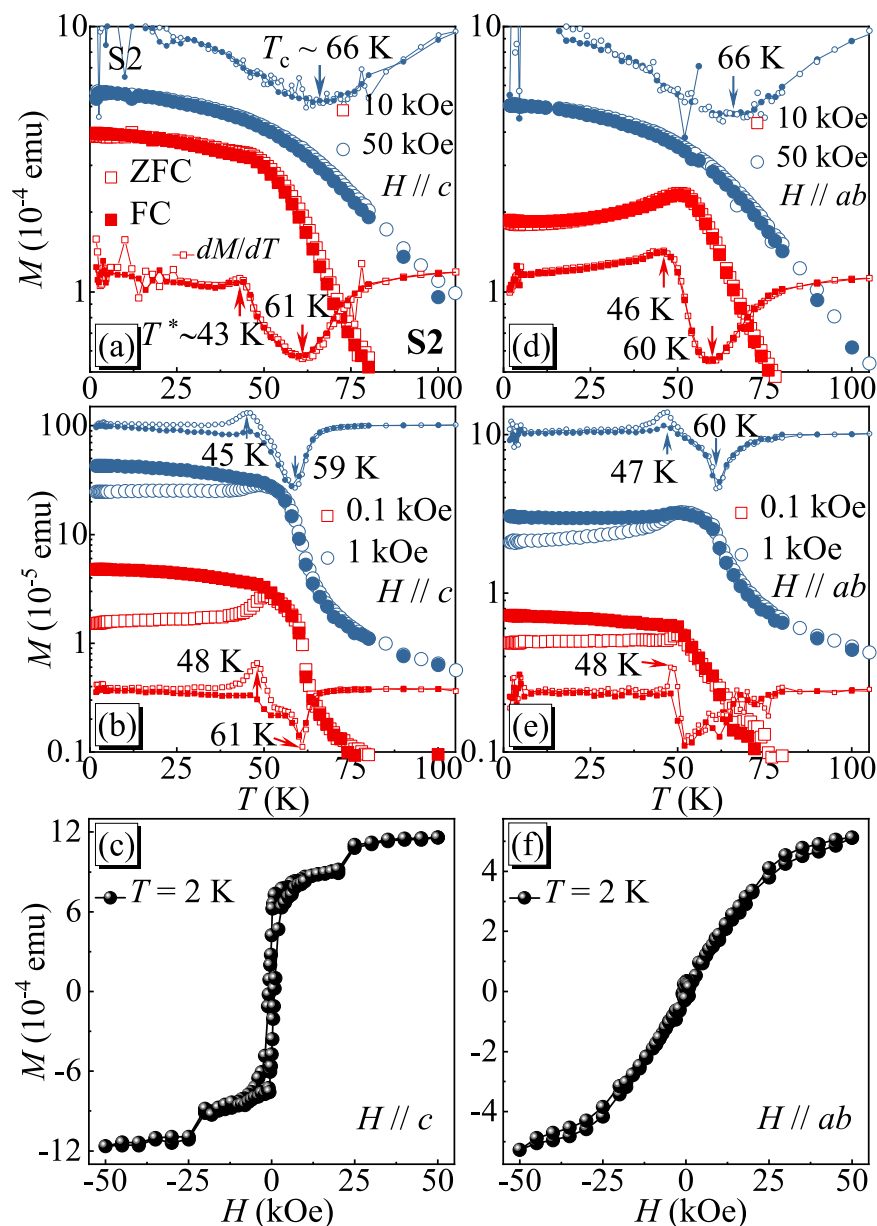 10
S2
T_c ~ 66 K
10 kOe
50 kOe
ZFC
FC
H // c
dM/dT
1
61 K
T* ~43 K
(a)
S2
M (10⁻⁴ emu)
0 25 50 75 100
10
66 K
10 kOe
50 kOe
H // ab
1
46 K
60 K
(d)
0 25 50 75 100
100
45 K
59 K
0.1 kOe
1 kOe
10
H // c
1
48 K
61 K
(b)
0.1
M (10⁻⁵ emu)
0 25 50 75 100
T (K)
10
60 K
47 K
0.1 kOe
1 kOe
H // ab
1
48 K
(e)
0.1
0 25 50 75 100
T (K)
12
(c)
T = 2 K
6
0
-6
-12
H // c
M (10⁻⁴ emu)
-50 -25 0 25 50
H (kOe)
(f)
4
T = 2 K
2
0
-2
-4
H // ab
-50 -25 0 25 50
H (kOe)